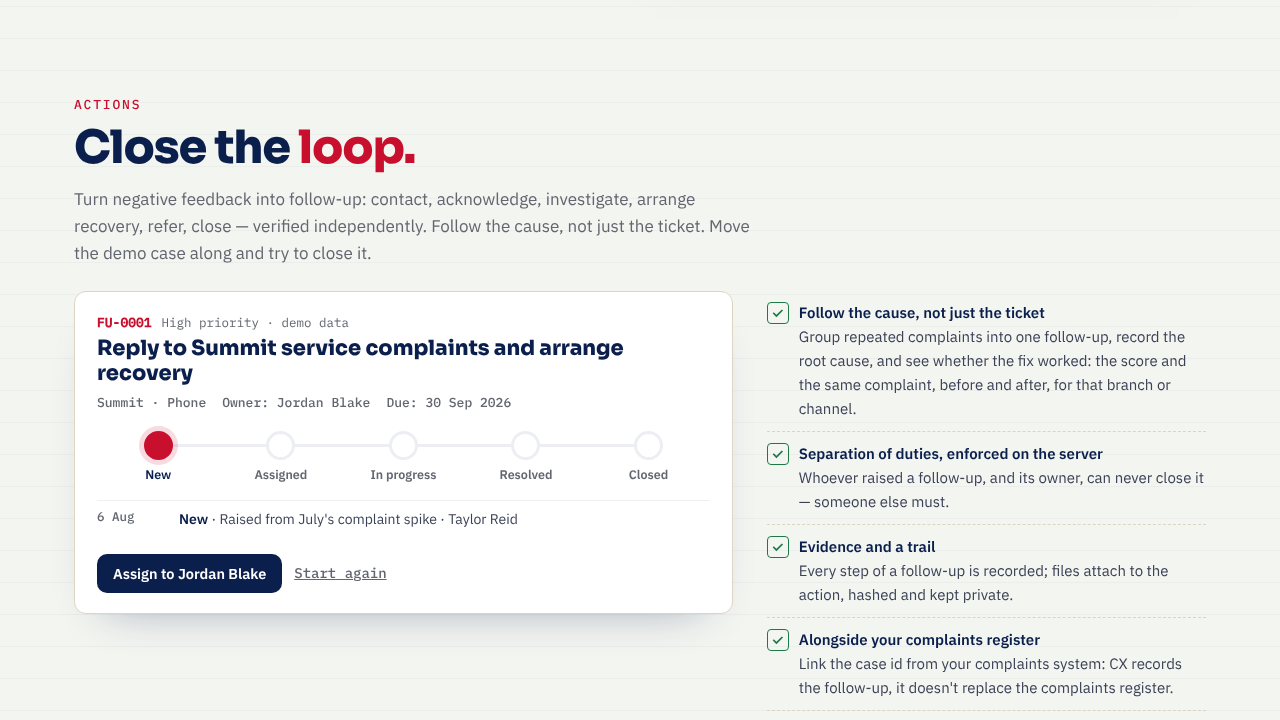 ACTIONS
Close the loop.
Turn negative feedback into follow-up: contact, acknowledge, investigate, arrange
recovery, refer, close — verified independently. Follow the cause, not just the ticket. Move
the demo case along and try to close it.
FU-0001 High priority · demo data
Reply to Summit service complaints and arrange
recovery
Summit · Phone Owner: Jordan Blake Due: 30 Sep 2026
New Assigned In progress Resolved Closed
6 Aug New · Raised from July's complaint spike · Taylor Reid
Assign to Jordan Blake Start again
Follow the cause, not just the ticket
Group repeated complaints into one follow-up, record the
root cause, and see whether the fix worked: the score and
the same complaint, before and after, for that branch or
channel.
Separation of duties, enforced on the server
Whoever raised a follow-up, and its owner, can never close it
— someone else must.
Evidence and a trail
Every step of a follow-up is recorded; files attach to the
action, hashed and kept private.
Alongside your complaints register
Link the case id from your complaints system: CX records
the follow-up, it doesn't replace the complaints register.